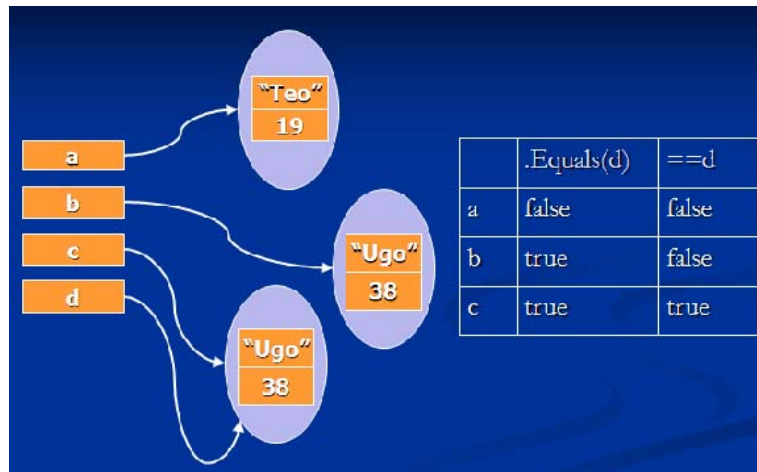 “Teo”
19
a
b
c
d
“Ugo”
38
“Ugo”
38
.Equals(d) ==d
a false false
b true false
c true true